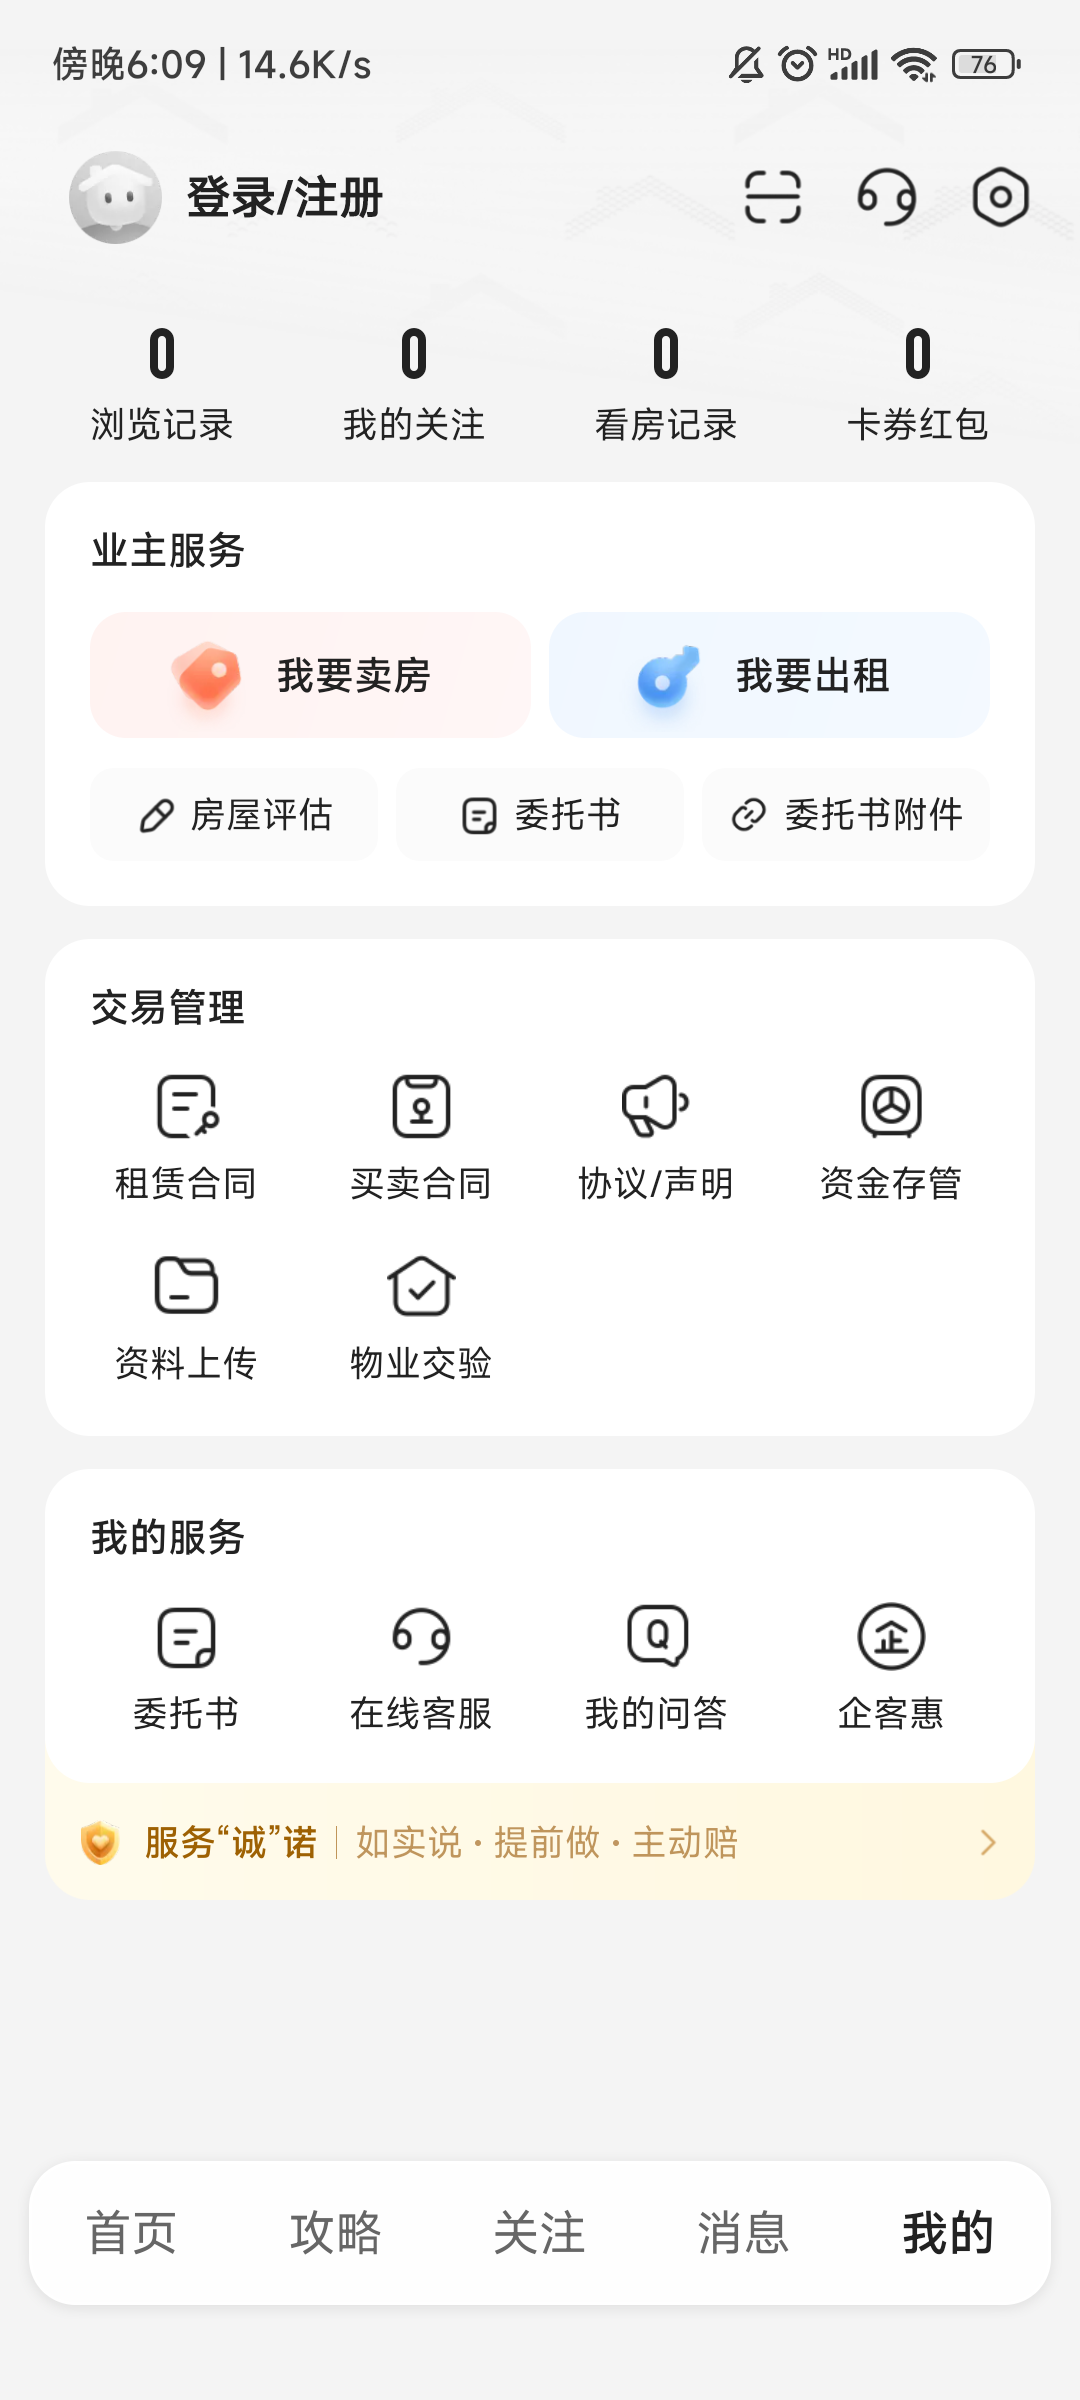 傍晚6:09 | 14.6K/s
HD
76
登录/注册
0 0 0 0
浏览记录 我的关注 看房记录 卡券红包
业主服务
我要卖房 我要出租
房屋评估 委托书 委托书附件
交易管理
租赁合同 买卖合同 协议/声明 资金存管
资料上传 物业交验
我的服务
Q 企
委托书 在线客服 我的问答 企客惠
服务“诚”诺 | 如实说·提前做·主动赔
首页 攻略 关注 消息 我的